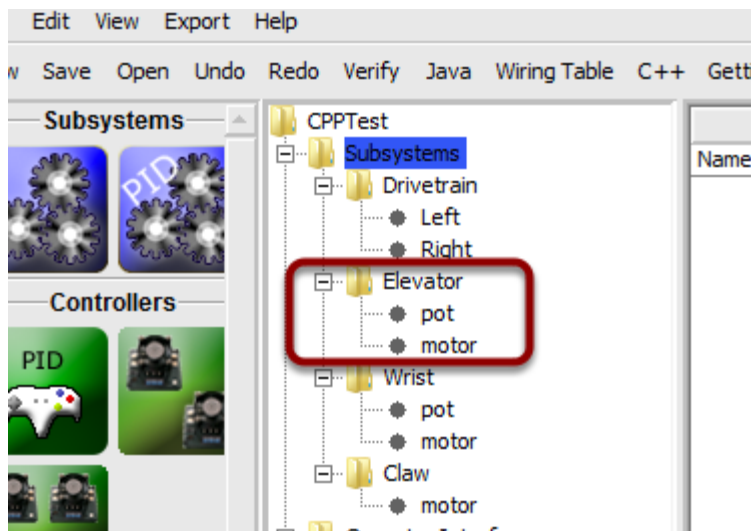 Edit View Export Help
w Save Open Undo Redo Verify Java Wiring Table C++ Getti
Subsystems
PID
Controllers
PID
CPPTest
Subsystems
Drivetrain
Left
Right
Elevator
pot
motor
Wrist
pot
motor
Claw
motor
Name